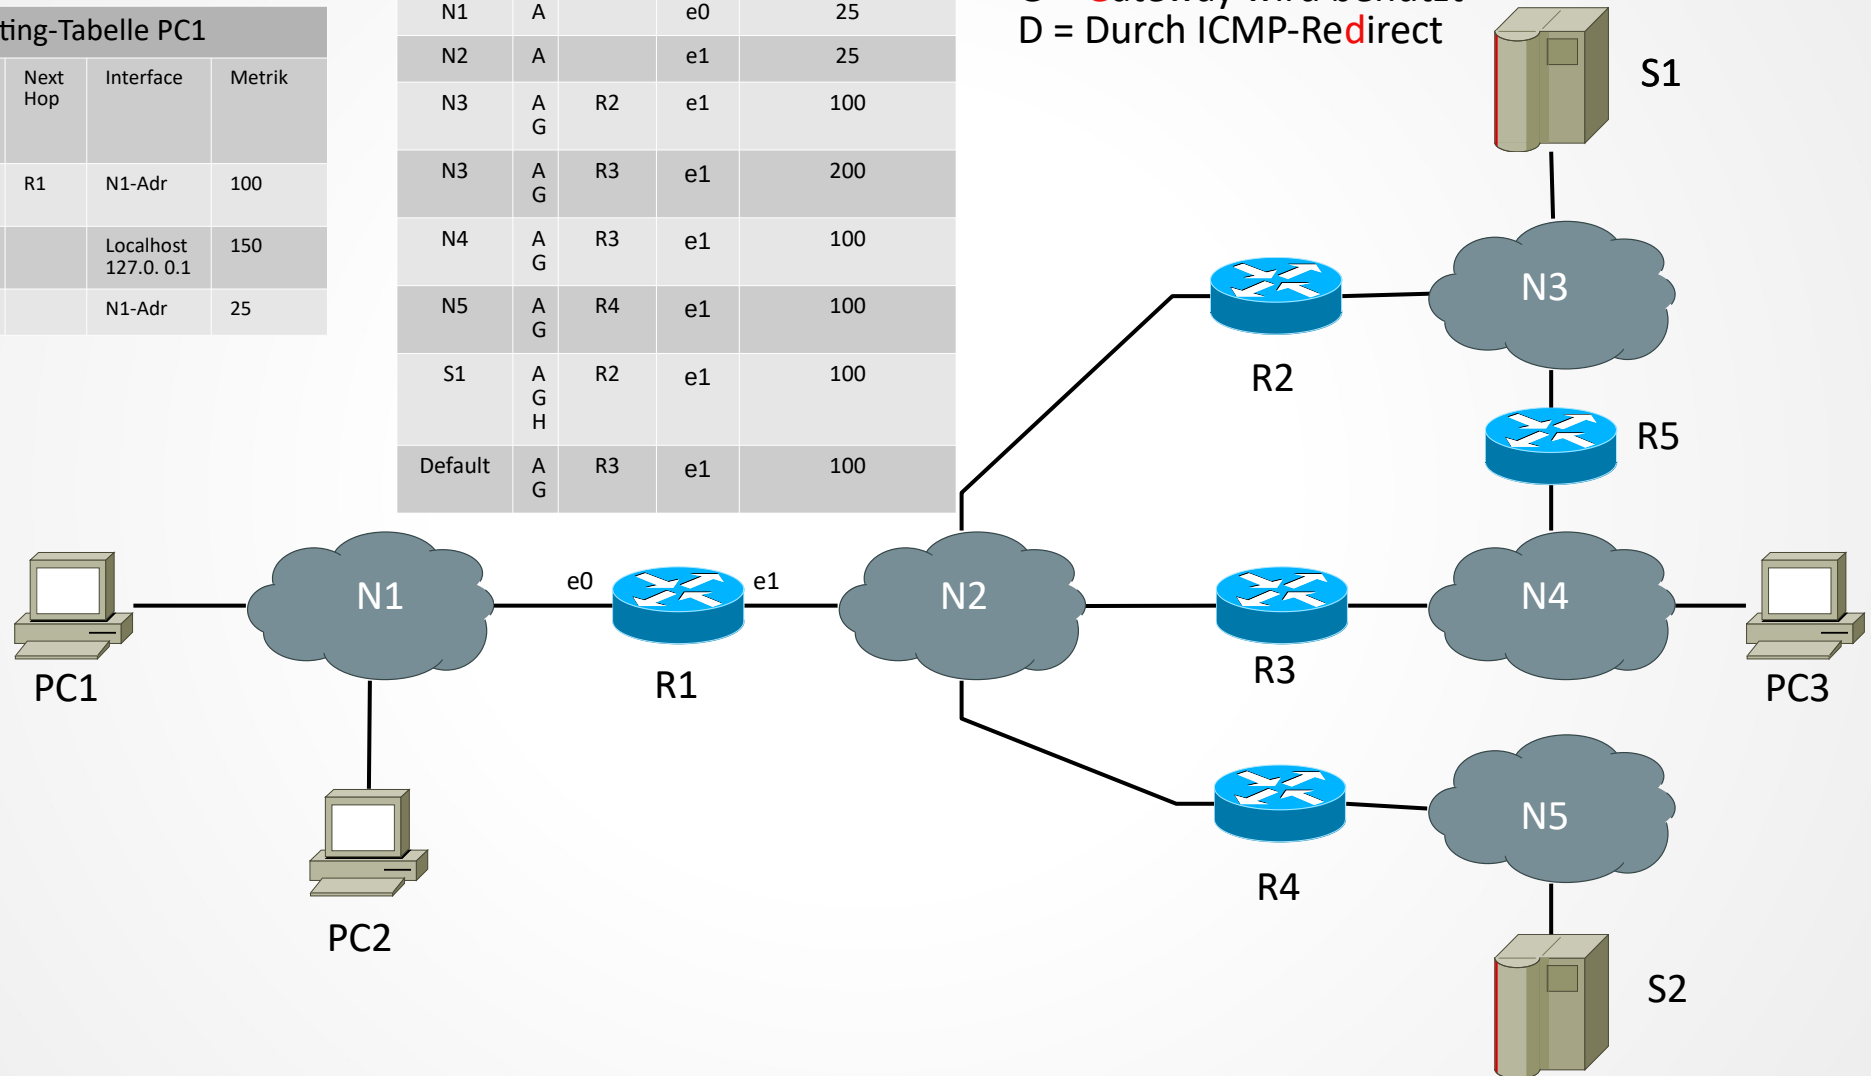 ting-Tabelle PC1
Next Hop Interface Metrik
R1 N1-Adr 100
Localhost 127.0. 0.1 150
N1-Adr 25
N1 A e0 25
N2 A e1 25
N3 A G R2 e1 100
N3 A G R3 e1 200
N4 A G R3 e1 100
N5 A G R4 e1 100
S1 A G H R2 e1 100
Default A G R3 e1 100
G = Gateway wird benutzt
D = Durch ICMP-Redirect
S1
N3
R2
R5
N1
e0
e1
N2
N4
PC1
R1
R3
PC3
N5
R4
PC2
S2